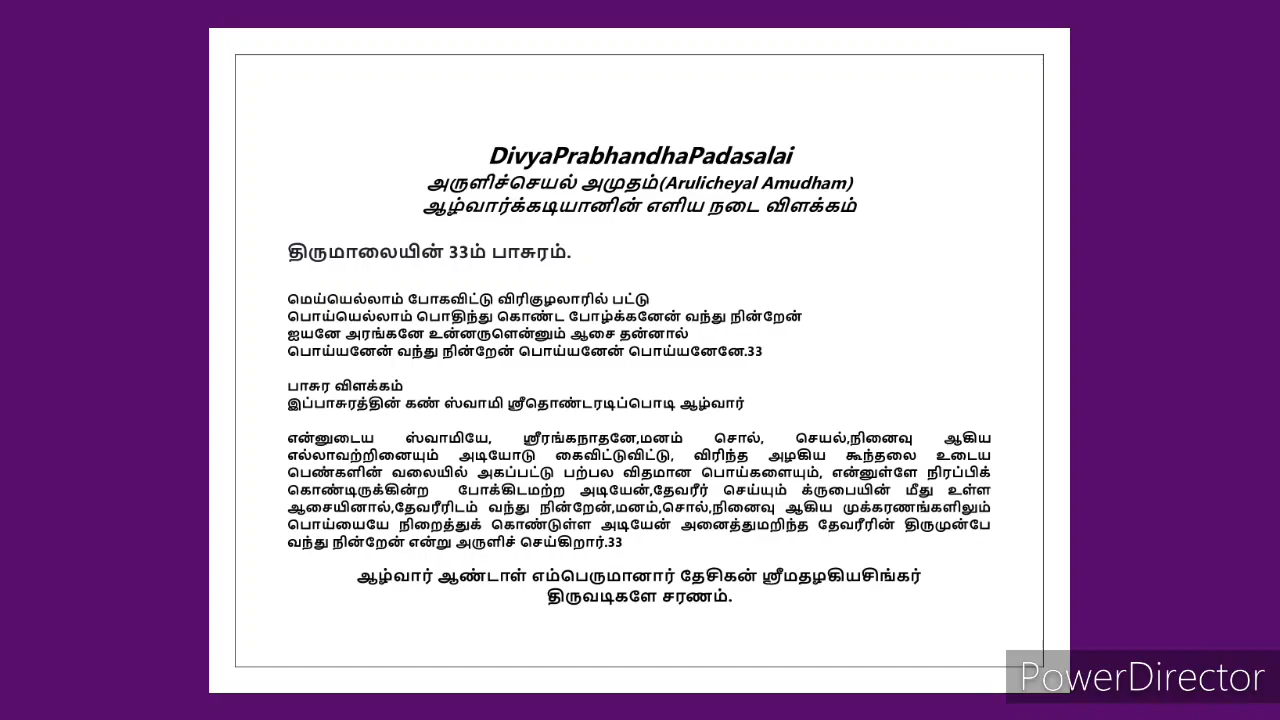 DivyaPrabhandhaPadasalai
அருளிச்செயல் அமுதம்(Arulicheyal Amudham)
ஆழ்வார்க்கடியானின் எளிய நடை விளக்கம்
திருமாலையின் 33ம் பாசுரம்.
மெய்யெல்லாம் போகவிட்டு விரிகுழலாரில் பட்டு
பொய்யெல்லாம் பொதிந்து கொண்ட போழ்க்கனேன் வந்து நின்றேன்
ஐயனே அரங்கனே உன்னருளென்னும் ஆசை தன்னால்
பொய்யனேன் வந்து நின்றேன் பொய்யனேன் பொய்யனேனே.33
பாசுர விளக்கம்
இப்பாசுரத்தின் கண் ஸ்வாமி ஸ்ரீதொண்டரடிப்பொடி ஆழ்வார்
என்னுடைய ஸ்வாமியே, ஸ்ரீரங்கநாதனே,மனம் சொல், செயல்,நினைவு ஆகிய
எல்லாவற்றினையும் அடியோடு கைவிட்டுவிட்டு, விரிந்த அழகிய கூந்தலை உடைய
பெண்களின் வலையில் அகப்பட்டு பற்பல விதமான பொய்களையும், என்னுள்ளே நிரப்பிக்
கொண்டிருக்கின்ற போக்கிடமற்ற அடியேன்,தேவரீர் செய்யும் க்ருபையின் மீது உள்ள
ஆசையினால்,தேவரீரிடம் வந்து நின்றேன்,மனம்,சொல்,நினைவு ஆகிய முக்கரணங்களிலும்
பொய்யையே நிறைத்துக் கொண்டுள்ள அடியேன் அனைத்துமறிந்த தேவரீரின் திருமுன்பே
வந்து நின்றேன் என்று அருளிச் செய்கிறார்.33
ஆழ்வார் ஆண்டாள் எம்பெருமானார் தேசிகன் ஸ்ரீமதழகியசிங்கர்
திருவடிகளே சரணம்.
PowerDirector